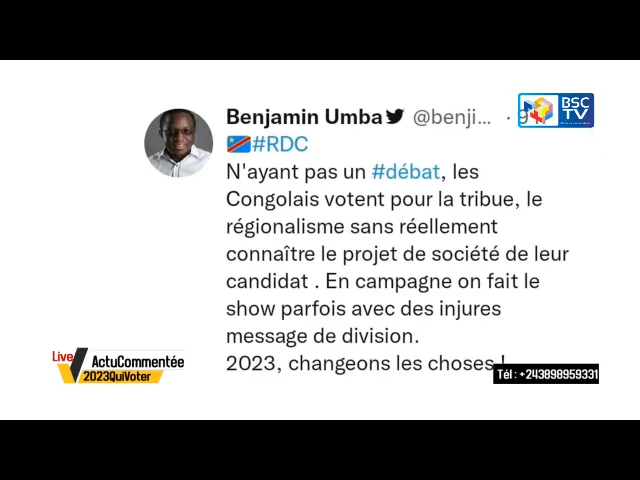 Benjamin Umba @benji... ·
BSC
TV
#RDC
N'ayant pas un #débat, les
Congolais votent pour la tribue, le
régionalisme sans réellement
connaître le projet de société de leur
candidat . En campagne on fait le
show parfois avec des injures
message de division.
2023, changeons les choses !
Live
ActuCommentée
2023QuiVoter
Tél : +243898959331